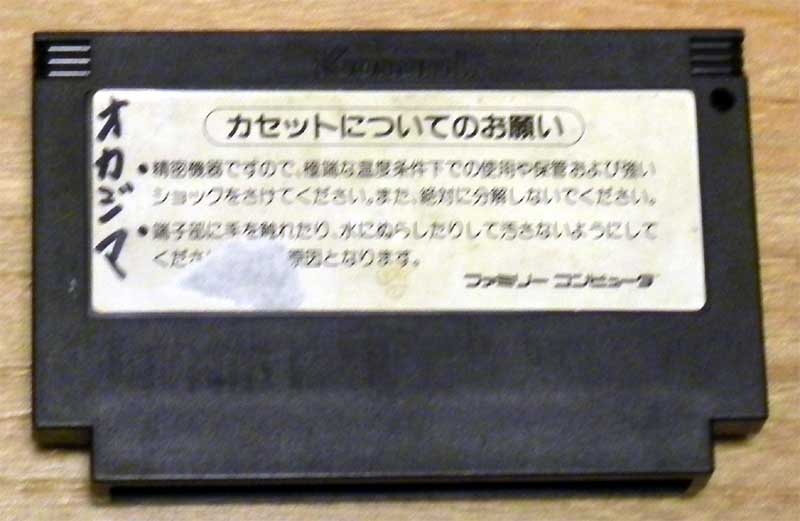 オカジマ
カセットについてのお願い
●精密機器ですので、極端な温度条件下での使用や保管および強い
ショックをさけてください。また、絶対に分解しないでください。
●端子部に手を触れたり、水にぬらしたりして汚さないようにして
くださ 原因となります。
ファミリーコンピュータ
Konami